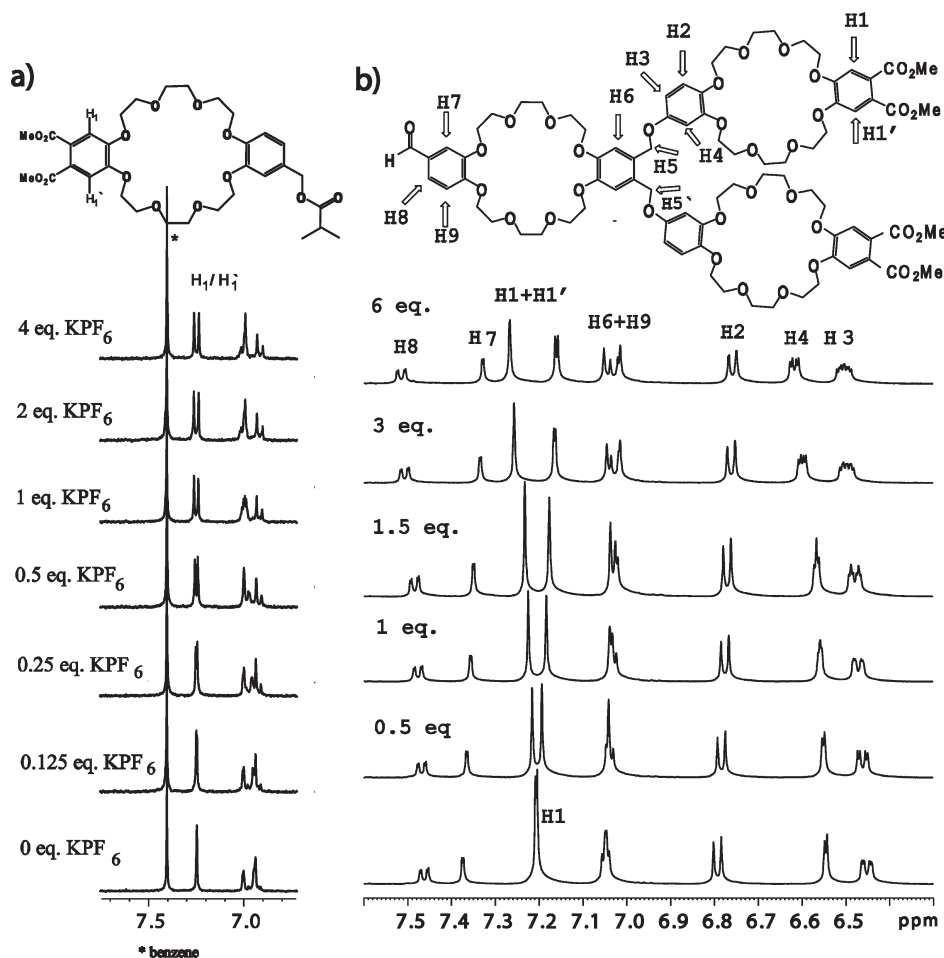 a)
MeO₂C
MeO₂C
H₁
H₁`
O O
O O
O O
O O
O
O
*
H₁/H₁`
4 eq. KPF₆
2 eq. KPF₆
1 eq. KPF₆
0.5 eq. KPF₆
0.25 eq. KPF₆
0.125 eq. KPF₆
0 eq. KPF₆
7.5 7.0
* benzene
b)
H1
H2
H3
H4
H5
H5`
H6
H7
H8
H9
H1'
O
O O
O O
O O
O O
O
O
O O
O O
O O
O O
O O
O O
O O
O O
CO₂Me
CO₂Me
CO₂Me
CO₂Me
6 eq.
H8 H7 H1+H1' H6+H9 H2 H4 H3
3 eq.
1.5 eq.
1 eq.
0.5 eq
H1
7.5 7.4 7.3 7.2 7.1 7.0 6.9 6.8 6.7 6.6 6.5 ppm